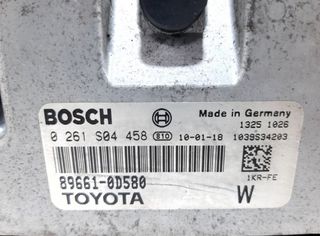 BOSCH
Made in Germany
1325 1026
0 261 S04 458 810 10-01-18 1039S34203
89661-0D580
TOYOTA
1KR-FE
W